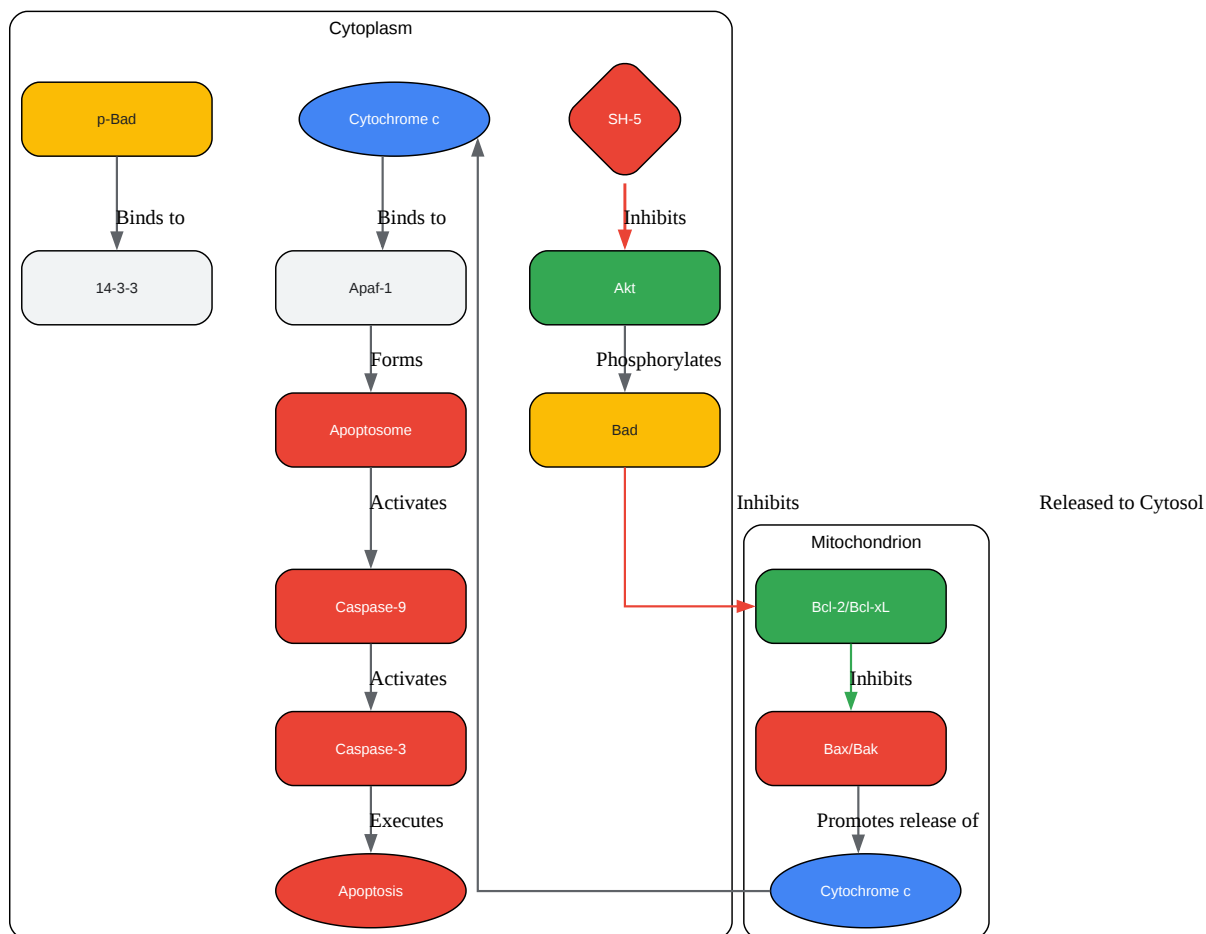 Cytoplasm
p-Bad
Cytochrome c
SH-5
Binds to
Binds to
Inhibits
14-3-3
Apaf-1
Akt
Forms
Phosphorylates
Apoptosome
Bad
Activates
Inhibits
Released to Cytosol
Mitochondrion
Caspase-9
Bcl-2/Bcl-xL
Activates
Inhibits
Caspase-3
Bax/Bak
Executes
Promotes release of
Apoptosis
Cytochrome c